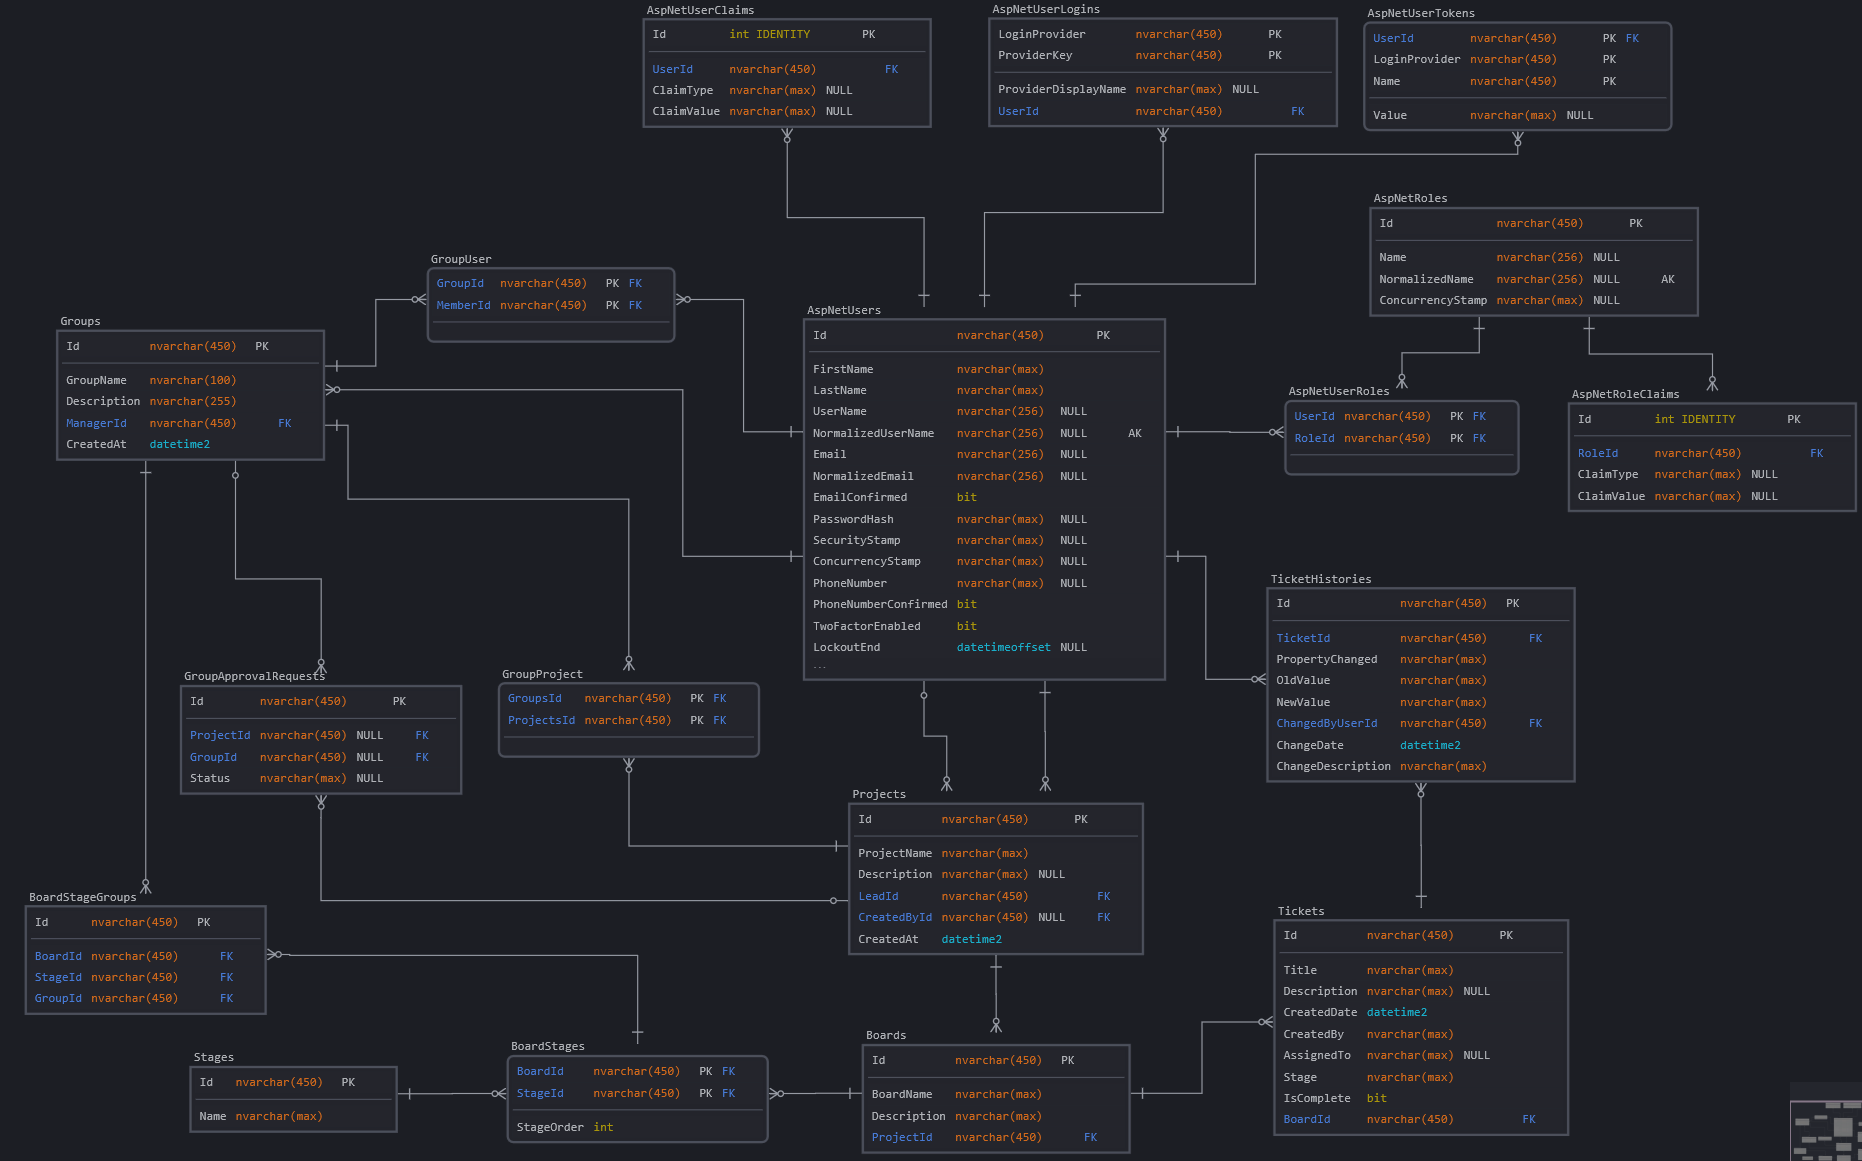 AspNetUserClaims
Id int IDENTITY PK
UserId nvarchar(450) FK
ClaimType nvarchar(max) NULL
ClaimValue nvarchar(max) NULL
AspNetUserLogins
LoginProvider nvarchar(450) PK
ProviderKey nvarchar(450) PK
ProviderDisplayName nvarchar(max) NULL
UserId nvarchar(450) FK
AspNetUserTokens
UserId nvarchar(450) PK FK
LoginProvider nvarchar(450) PK
Name nvarchar(450) PK
Value nvarchar(max) NULL
AspNetRoles
Id nvarchar(450) PK
Name nvarchar(256) NULL
NormalizedName nvarchar(256) NULL AK
ConcurrencyStamp nvarchar(max) NULL
GroupUser
GroupId nvarchar(450) PK FK
MemberId nvarchar(450) PK FK
Groups
Id nvarchar(450) PK
GroupName nvarchar(100)
Description nvarchar(255)
ManagerId nvarchar(450) FK
CreatedAt datetime2
AspNetUsers
Id nvarchar(450) PK
FirstName nvarchar(max)
LastName nvarchar(max)
UserName nvarchar(256) NULL
NormalizedUserName nvarchar(256) NULL AK
Email nvarchar(256) NULL
NormalizedEmail nvarchar(256) NULL
EmailConfirmed bit
PasswordHash nvarchar(max) NULL
SecurityStamp nvarchar(max) NULL
ConcurrencyStamp nvarchar(max) NULL
PhoneNumber nvarchar(max) NULL
PhoneNumberConfirmed bit
TwoFactorEnabled bit
LockoutEnd datetimeoffset NULL
...
AspNetUserRoles
UserId nvarchar(450) PK FK
RoleId nvarchar(450) PK FK
AspNetRoleClaims
Id int IDENTITY PK
RoleId nvarchar(450) FK
ClaimType nvarchar(max) NULL
ClaimValue nvarchar(max) NULL
TicketHistories
Id nvarchar(450) PK
TicketId nvarchar(450) FK
PropertyChanged nvarchar(max)
OldValue nvarchar(max)
NewValue nvarchar(max)
ChangedByUserId nvarchar(450) FK
ChangeDate datetime2
ChangeDescription nvarchar(max)
GroupApprovalRequests
Id nvarchar(450) PK
ProjectId nvarchar(450) NULL FK
GroupId nvarchar(450) NULL FK
Status nvarchar(max) NULL
GroupProject
GroupsId nvarchar(450) PK FK
ProjectsId nvarchar(450) PK FK
Projects
Id nvarchar(450) PK
ProjectName nvarchar(max)
Description nvarchar(max) NULL
LeadId nvarchar(450) FK
CreatedById nvarchar(450) NULL FK
CreatedAt datetime2
BoardStageGroups
Id nvarchar(450) PK
BoardId nvarchar(450) FK
StageId nvarchar(450) FK
GroupId nvarchar(450) FK
Tickets
Id nvarchar(450) PK
Title nvarchar(max)
Description nvarchar(max) NULL
CreatedDate datetime2
CreatedBy nvarchar(max)
AssignedTo nvarchar(max) NULL
Stage nvarchar(max)
IsComplete bit
BoardId nvarchar(450) FK
Stages
Id nvarchar(450) PK
Name nvarchar(max)
BoardStages
BoardId nvarchar(450) PK FK
StageId nvarchar(450) PK FK
StageOrder int
Boards
Id nvarchar(450) PK
BoardName nvarchar(max)
Description nvarchar(max)
ProjectId nvarchar(450) FK